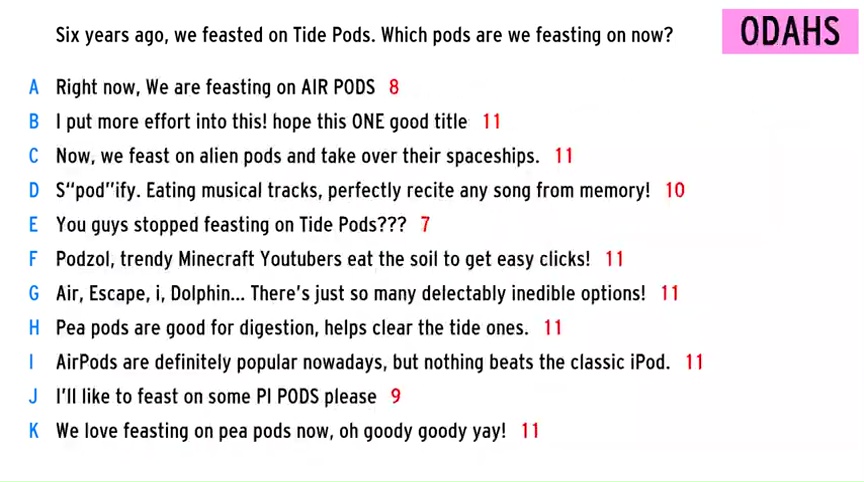 Six years ago, we feasted on Tide Pods. Which pods are we feasting on now?
ODAHS
A Right now, We are feasting on AIR PODS 8
B I put more effort into this! hope this ONE good title 11
C Now, we feast on alien pods and take over their spaceships. 11
D S“pod”ify. Eating musical tracks, perfectly recite any song from memory! 10
E You guys stopped feasting on Tide Pods??? 7
F Podzol, trendy Minecraft Youtubers eat the soil to get easy clicks! 11
G Air, Escape, i, Dolphin... There's just so many delectably inedible options! 11
H Pea pods are good for digestion, helps clear the tide ones. 11
I AirPods are definitely popular nowadays, but nothing beats the classic iPod. 11
J I'll like to feast on some PI PODS please 9
K We love feasting on pea pods now, oh goody goody yay! 11